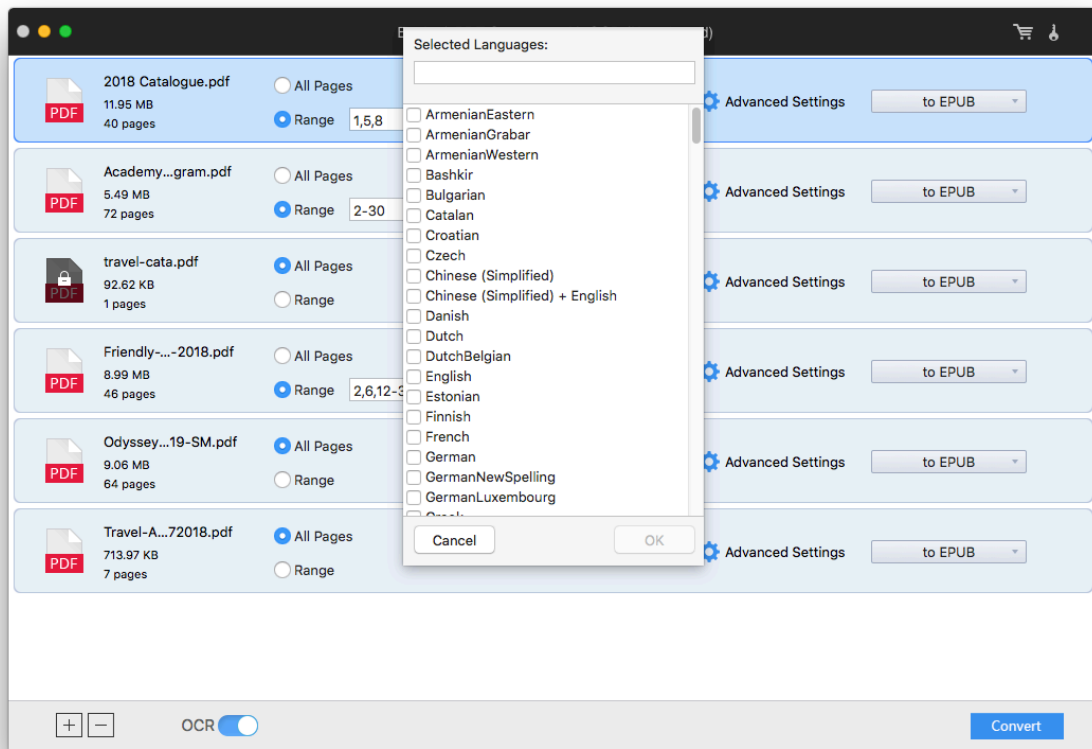 d)
Selected Languages:
2018 Catalogue.pdf
11.95 MB
40 pages
PDF
All Pages
Range
1,5,8
Advanced Settings
to EPUB
Academy...gram.pdf
5.49 MB
72 pages
PDF
All Pages
Range
2-30
Advanced Settings
to EPUB
travel-cata.pdf
92.62 KB
1 pages
PDF
All Pages
Range
Advanced Settings
to EPUB
Friendly-...-2018.pdf
8.99 MB
46 pages
PDF
All Pages
Range
2,6,12-3
Advanced Settings
to EPUB
Odyssey...19-SM.pdf
9.06 MB
64 pages
PDF
All Pages
Range
Advanced Settings
to EPUB
Travel-A...72018.pdf
713.97 KB
7 pages
PDF
All Pages
Range
Advanced Settings
to EPUB
ArmenianEastern
ArmenianGrabar
ArmenianWestern
Bashkir
Bulgarian
Catalan
Croatian
Czech
Chinese (Simplified)
Chinese (Simplified) + English
Danish
Dutch
DutchBelgian
English
Estonian
Finnish
French
German
GermanNewSpelling
GermanLuxembourg
Cancel
OK
OCR
Convert